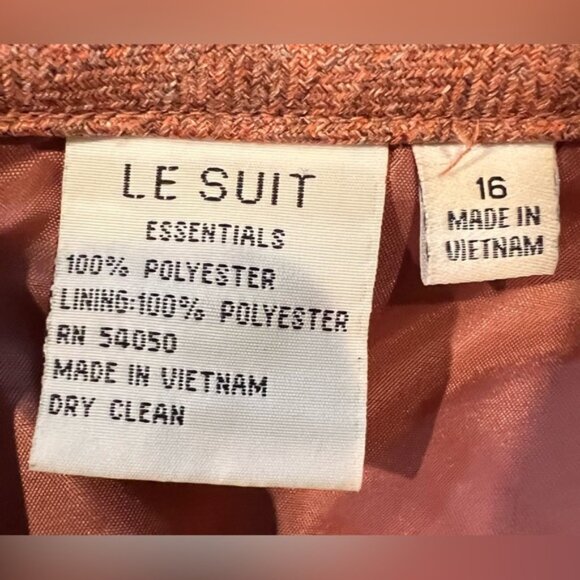 LE SUIT
ESSENTIALS
100% POLYESTER
LINING:100% POLYESTER
RN 54050
MADE IN VIETNAM
DRY CLEAN
16
MADE IN
VIETNAM